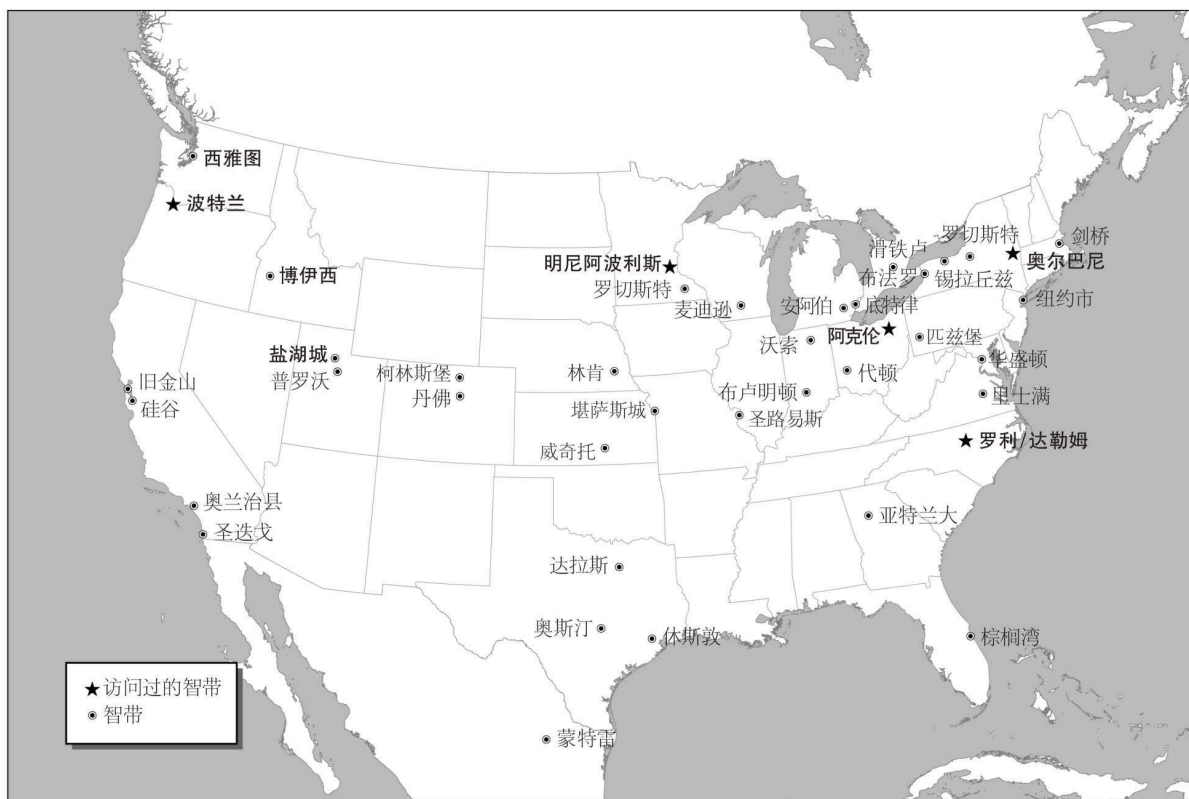 西雅图
波特兰
博伊西
明尼阿波利斯
罗切斯特
麦迪逊
滑铁卢
罗切斯特
剑桥
奥尔巴尼
布法罗
锡拉丘兹
纽约市
安阿伯
底特律
阿克伦
匹兹堡
沃索
华盛顿
盐湖城
普罗沃
柯林斯堡
丹佛
林肯
代顿
布卢明顿
里士满
旧金山
硅谷
堪萨斯城
圣路易斯
威奇托
罗利/达勒姆
奥兰治县
圣迭戈
亚特兰大
达拉斯
奥斯汀
休斯敦
棕榈湾
蒙特雷
★访问过的智带
智带